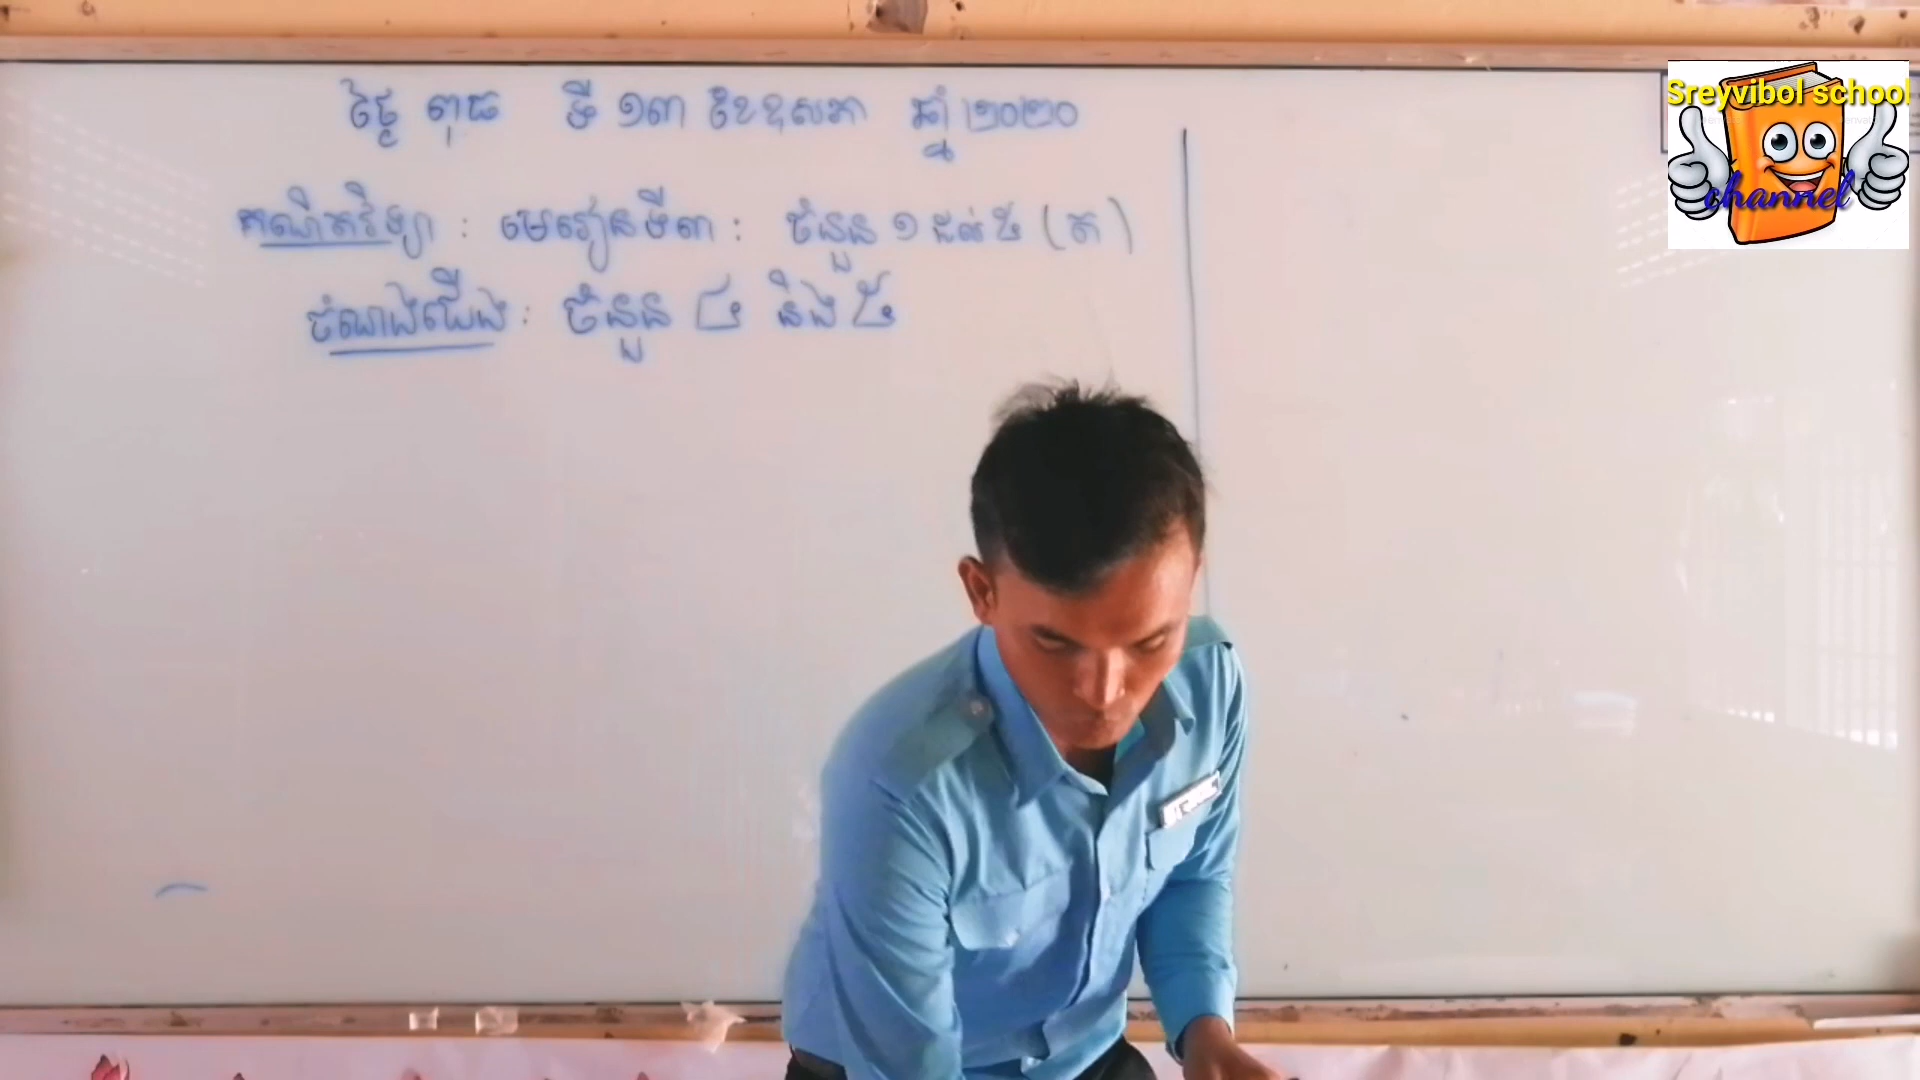 ថ្ងៃ ពុធ ទី ១៣ ខែឧសភា ឆ្នាំ ២០២០
គណិតវិទ្យា : មេរៀនទី៣ : ចំនួន ១ ដល់ ៥ (ត)
ចំណងជើង : ចំនួន ៤ និង ៥
Sreyvibol school
channel